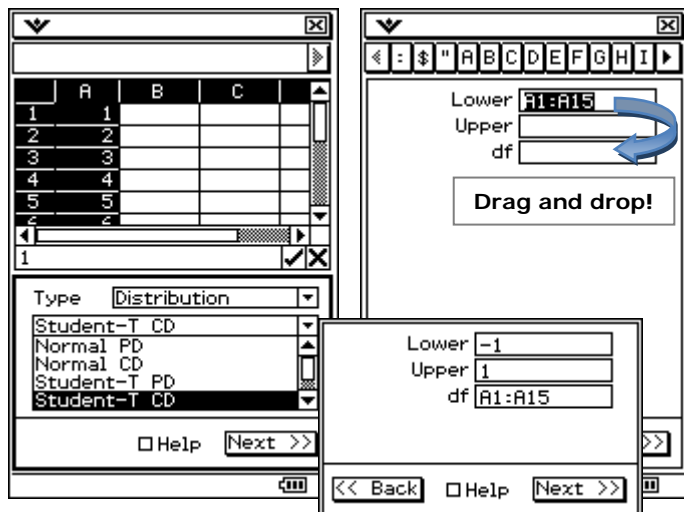 A B C
1 1
2 2
3 3
4 4
5 5
1
Type Distribution
Student-T CD
Normal PD
Normal CD
Student-T PD
Student-T CD
Help Next >>
: $ " A B C D E F G H I
Lower A1:A15
Upper
df
Drag and drop!
Lower -1
Upper 1
df A1:A15
<< Back Help Next >>
>>